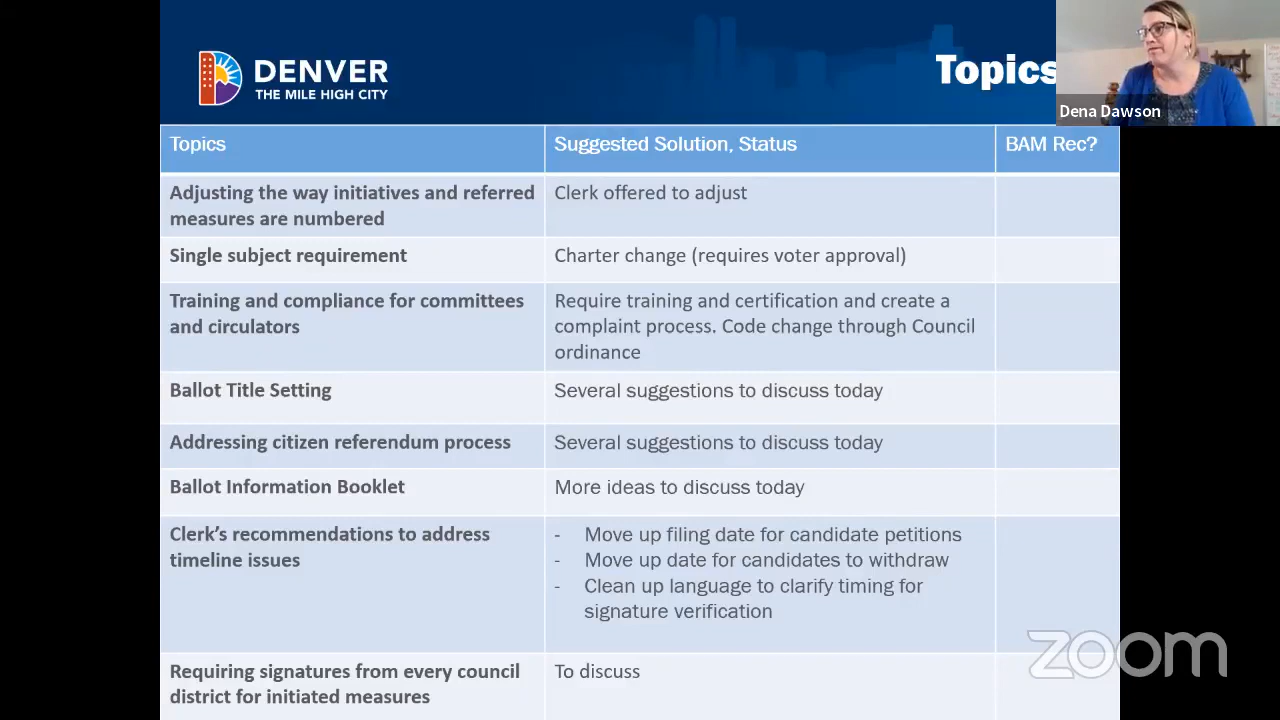 DENVER
THE MILE HIGH CITY
Topics
Dena Dawson
Topics
Suggested Solution, Status
BAM Rec?
Adjusting the way initiatives and referred
measures are numbered
Clerk offered to adjust
Single subject requirement
Charter change (requires voter approval)
Training and compliance for committees
and circulators
Require training and certification and create a
complaint process. Code change through Council
ordinance
Ballot Title Setting
Several suggestions to discuss today
Addressing citizen referendum process
Several suggestions to discuss today
Ballot Information Booklet
More ideas to discuss today
Clerk’s recommendations to address
timeline issues
- Move up filing date for candidate petitions
- Move up date for candidates to withdraw
- Clean up language to clarify timing for
signature verification
Requiring signatures from every council
district for initiated measures
To discuss
zoom